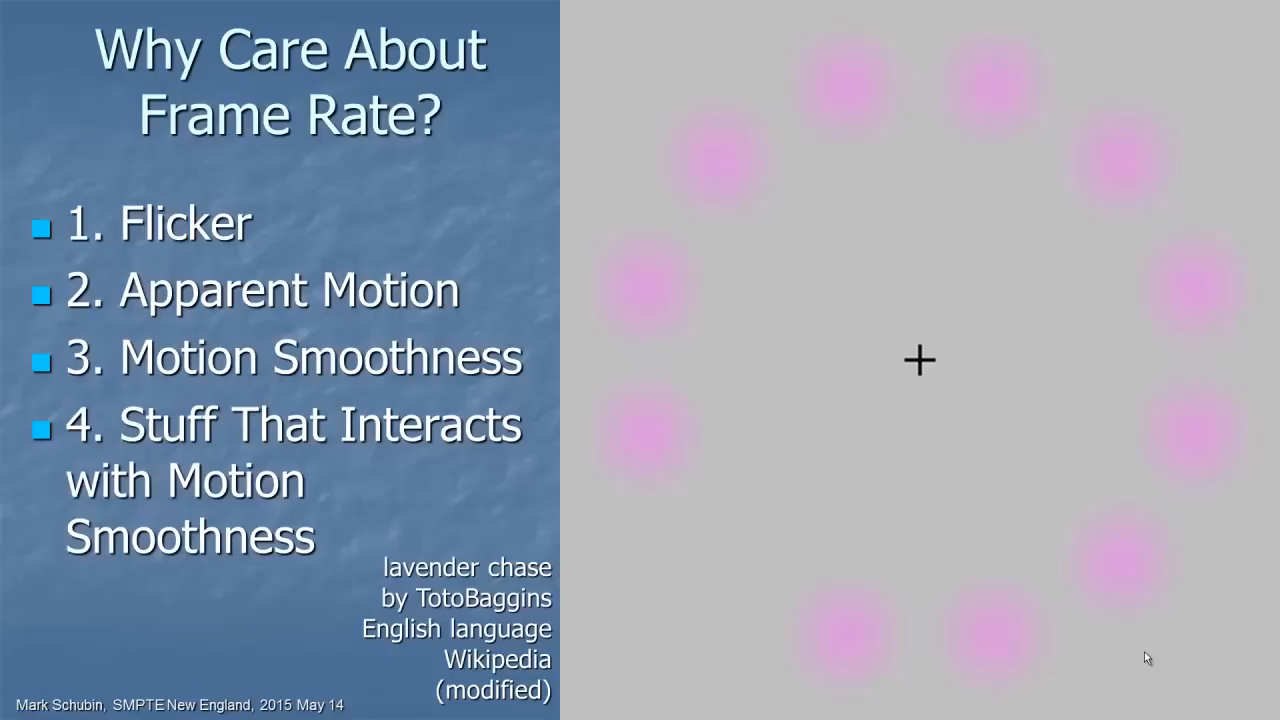 Why Care About
Frame Rate?
1. Flicker
2. Apparent Motion
3. Motion Smoothness
4. Stuff That Interacts
with Motion
Smoothness
lavender chase
by TotoBaggins
English language
Wikipedia
(modified)
Mark Schubin, SMPTE New England, 2015 May 14